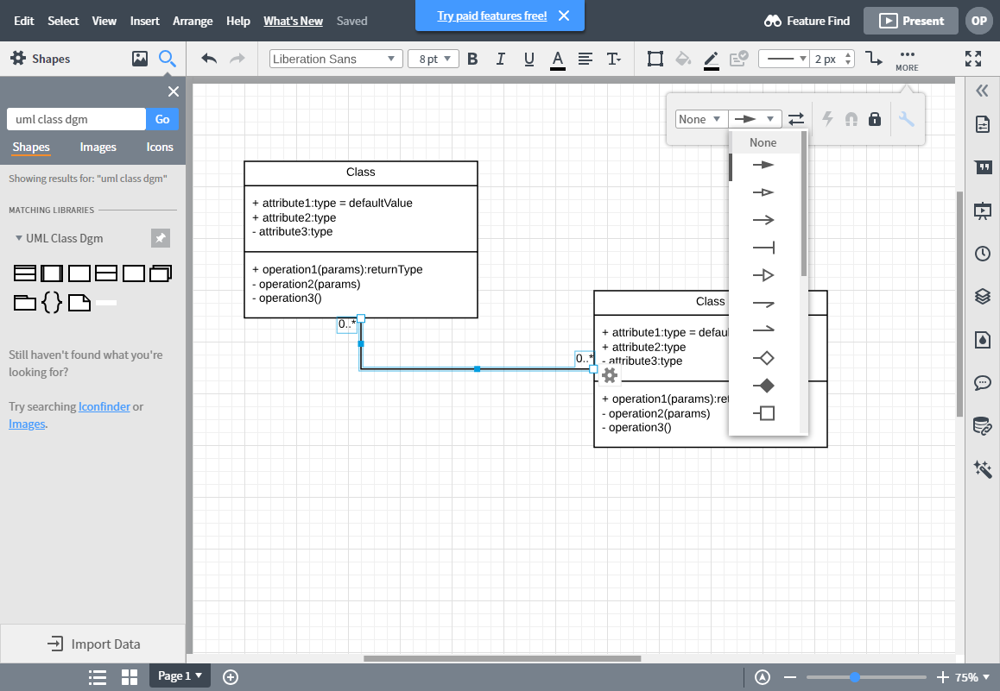 Edit Select View Insert Arrange Help What's New Saved
Try paid features free!
Feature Find
Present
OP
Shapes
Liberation Sans
8 pt
B I U A T
2 px
MORE
uml class dgm
Go
Shapes Images Icons
Showing results for: "uml class dgm"
MATCHING LIBRARIES
UML Class Dgm
Still haven't found what you're
looking for?
Try searching Iconfinder or
Images.
Import Data
None
None
Class
+ attribute1:type = defaultValue
+ attribute2:type
- attribute3:type
+ operation1(params):returnType
- operation2(params)
- operation3()
0..*
0..*
Class
+ attribute1:type = defaul
+ attribute2:type
- attribute3:type
+ operation1(params):ret
- operation2(params)
- operation3()
Page 1
75%